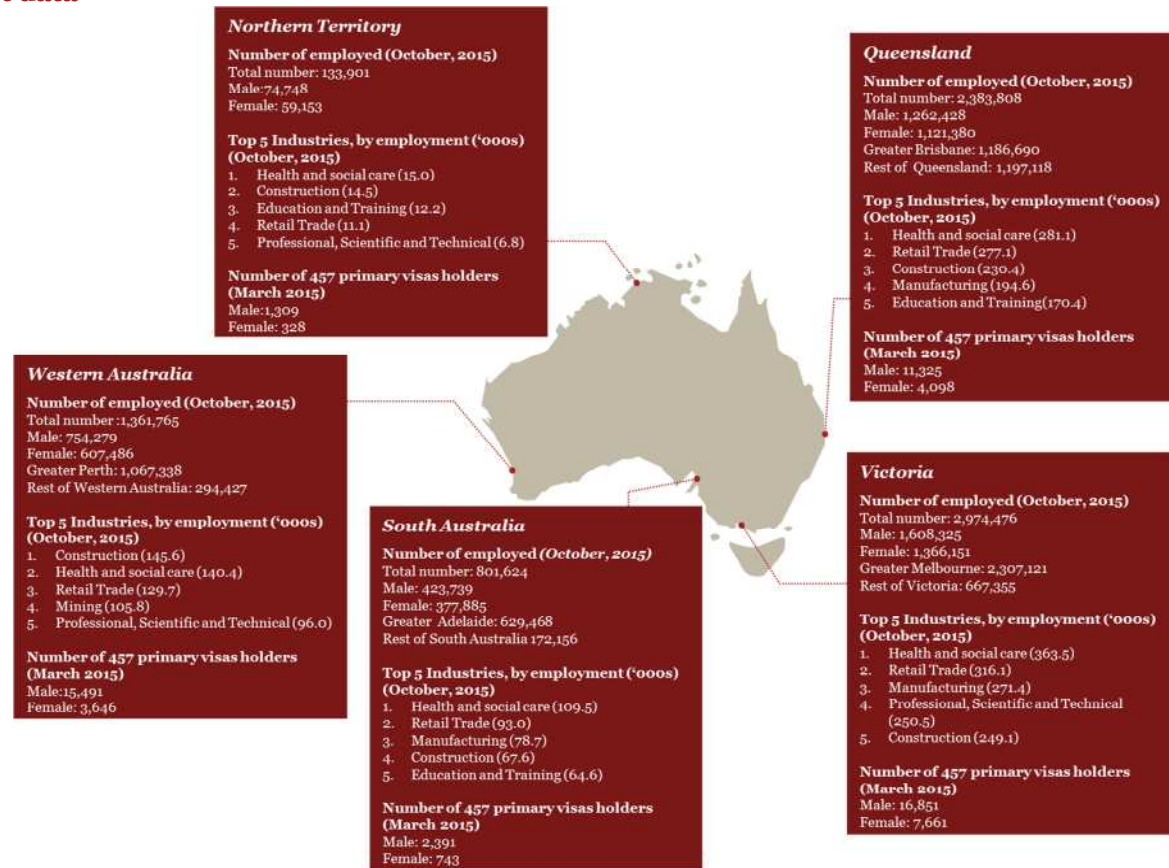 Northern Territory
Number of employed (October, 2015)
Total number: 133,901
Male:74,748
Female: 59,153
Top 5 Industries, by employment (‘000s)
(October, 2015)
1. Health and social care (15.0)
2. Construction (14.5)
3. Education and Training (12.2)
4. Retail Trade (11.1)
5. Professional, Scientific and Technical (6.8)
Number of 457 primary visas holders
(March 2015)
Male:1,309
Female: 328
Queensland
Number of employed (October, 2015)
Total number: 2,383,808
Male: 1,262,428
Female: 1,121,380
Greater Brisbane: 1,186,690
Rest of Queensland: 1,197,118
Top 5 Industries, by employment (‘000s)
(October, 2015)
1. Health and social care (281.1)
2. Retail Trade (277.1)
3. Construction (230.4)
4. Manufacturing (194.6)
5. Education and Training(170.4)
Number of 457 primary visas holders
(March 2015)
Male: 11,325
Female: 4,098
Western Australia
Number of employed (October, 2015)
Total number :1,361,765
Male: 754,279
Female: 607,486
Greater Perth: 1,067,338
Rest of Western Australia: 294,427
Top 5 Industries, by employment (‘000s)
(October, 2015)
1. Construction (145.6)
2. Health and social care (140.4)
3. Retail Trade (129.7)
4. Mining (105.8)
5. Professional, Scientific and Technical (96.0)
Number of 457 primary visas holders
(March 2015)
Male:15,491
Female: 3,646
South Australia
Number of employed (October, 2015)
Total number: 801,624
Male: 423,739
Female: 377,885
Greater Adelaide: 629,468
Rest of South Australia 172,156
Top 5 Industries, by employment (‘000s)
(October, 2015)
1. Health and social care (109.5)
2. Retail Trade (93.0)
3. Manufacturing (78.7)
4. Construction (67.6)
5. Education and Training (64.6)
Number of 457 primary visas holders
(March 2015)
Male: 2,391
Female: 743
Victoria
Number of employed (October, 2015)
Total number: 2,974,476
Male: 1,608,325
Female: 1,366,151
Greater Melbourne: 2,307,121
Rest of Victoria: 667,355
Top 5 Industries, by employment (‘000s)
(October, 2015)
1. Health and social care (363.5)
2. Retail Trade (316.1)
3. Manufacturing (271.4)
4. Professional, Scientific and Technical
(250.5)
5. Construction (249.1)
Number of 457 primary visas holders
(March 2015)
Male: 16,851
Female: 7,661